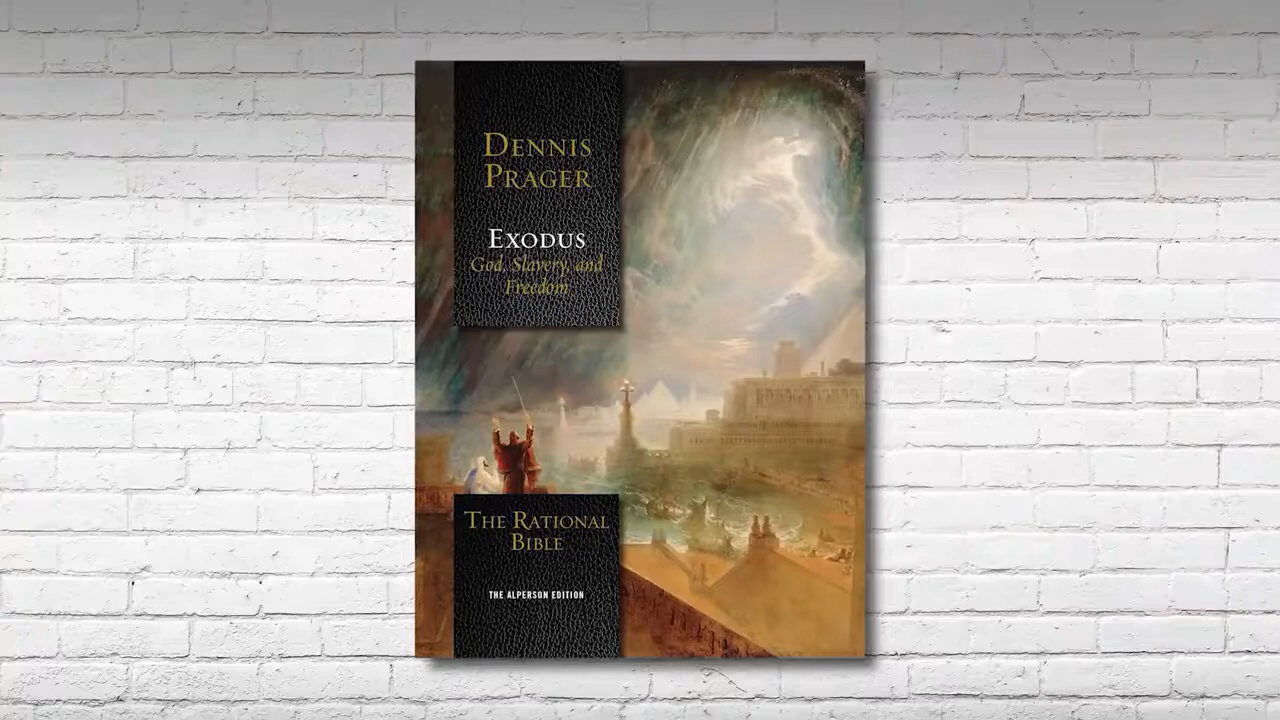 DENNIS
PRAGER
EXODUS
God, Slavery, and
Freedom
THE RATIONAL
BIBLE
THE ALPERSON EDITION